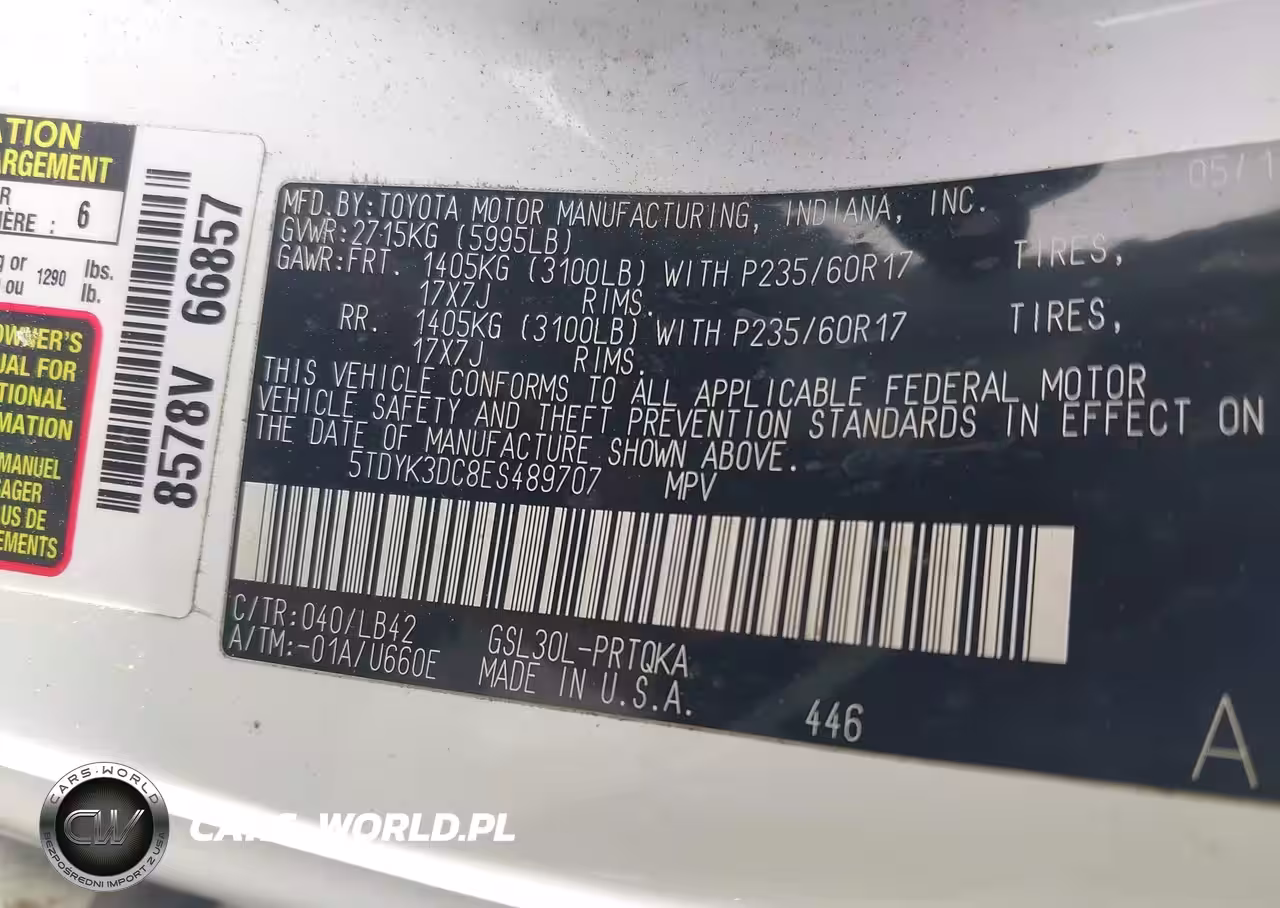 ATION
ARGEMENT
R
IÈRE : 6
g or
ou
1290
lbs.
lb.
OWNER'S
UAL FOR
TIONAL
MATION
MANUEL
AGER
US DE
EMENTS
8578V 66857
05/1
MFD.BY:TOYOTA MOTOR MANUFACTURING, INDIANA, INC.
GVWR:2715KG (5995LB)
GAWR:FRT. 1405KG (3100LB) WITH P235/60R17 TIRES,
17X7J RIMS.
RR. 1405KG (3100LB) WITH P235/60R17 TIRES,
17X7J RIMS.
THIS VEHICLE CONFORMS TO ALL APPLICABLE FEDERAL MOTOR
VEHICLE SAFETY AND THEFT PREVENTION STANDARDS IN EFFECT ON
THE DATE OF MANUFACTURE SHOWN ABOVE.
5TDYK3DC8ES489707 MPV
C/TR:040/LB42 GSL30L-PRTQKA
A/TM:-01A/U660E MADE IN U.S.A.
446
A
CARS-WORLD
CW
BEZPOŚREDNI IMPORT Z USA
CARS-WORLD.PL